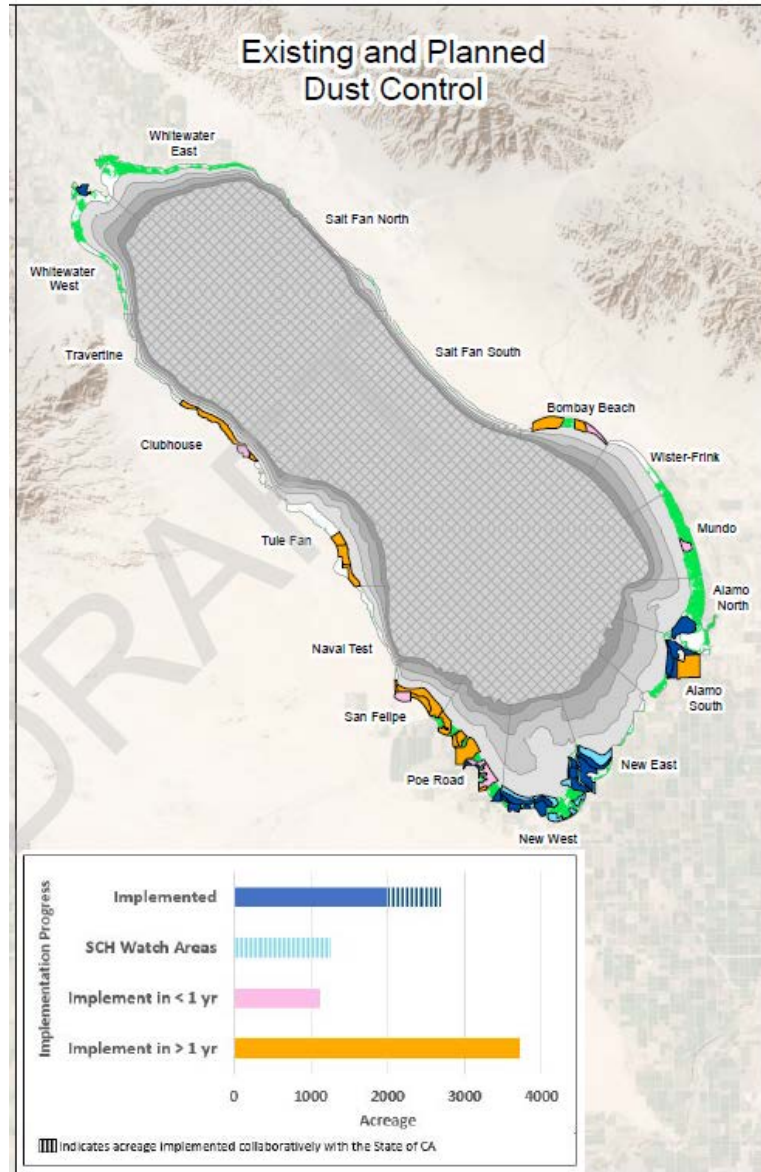 Existing and Planned
Dust Control
Whitewater
East
Salt Fan North
Whitewater
West
Travertine
Salt Fan South
Bombay Beach
Clubhouse
Wister-Frink
Mundo
Tule Fan
Alamo
North
Naval Test
Alamo
South
San Felipe
New East
Poe Road
New West
DRAF
Implementation Progress
Implemented
SCH Watch Areas
Implement in < 1 yr
Implement in > 1 yr
0 1000 2000 3000 4000
Acreage
Indicates acreage implemented collaboratively with the State of CA